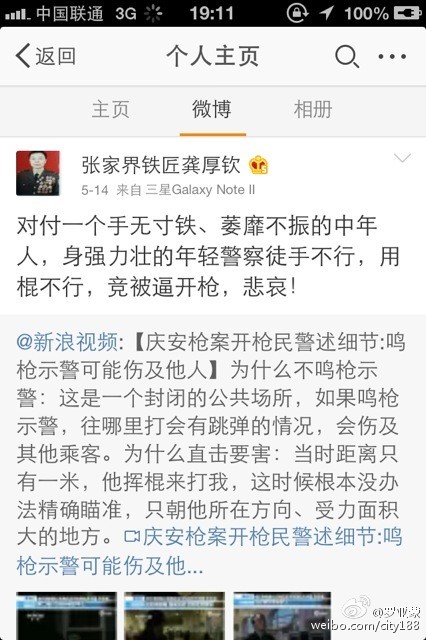 中国联通 3G 19:11 100%
返回 个人主页
主页 微博 相册
张家界铁匠龚厚钦
5-14 来自 三星Galaxy Note II
对付一个手无寸铁、萎靡不振的中年
人，身强力壮的年轻警察徒手不行，用
棍不行，竞被逼开枪，悲哀！
@新浪视频:【庆安枪案开枪民警述细节:鸣
枪示警可能伤及他人】为什么不鸣枪示
警：这是一个封闭的公共场所，如果鸣枪
示警，往哪里打会有跳弹的情况，会伤及
其他乘客。为什么直击要害：当时距离只
有一米，他挥棍来打我，这时候根本没办
法精确瞄准，只朝他所在方向、受力面积
大的地方。庆安枪案开枪民警述细节:鸣
枪示警可能伤及他...
weibo.com/city188